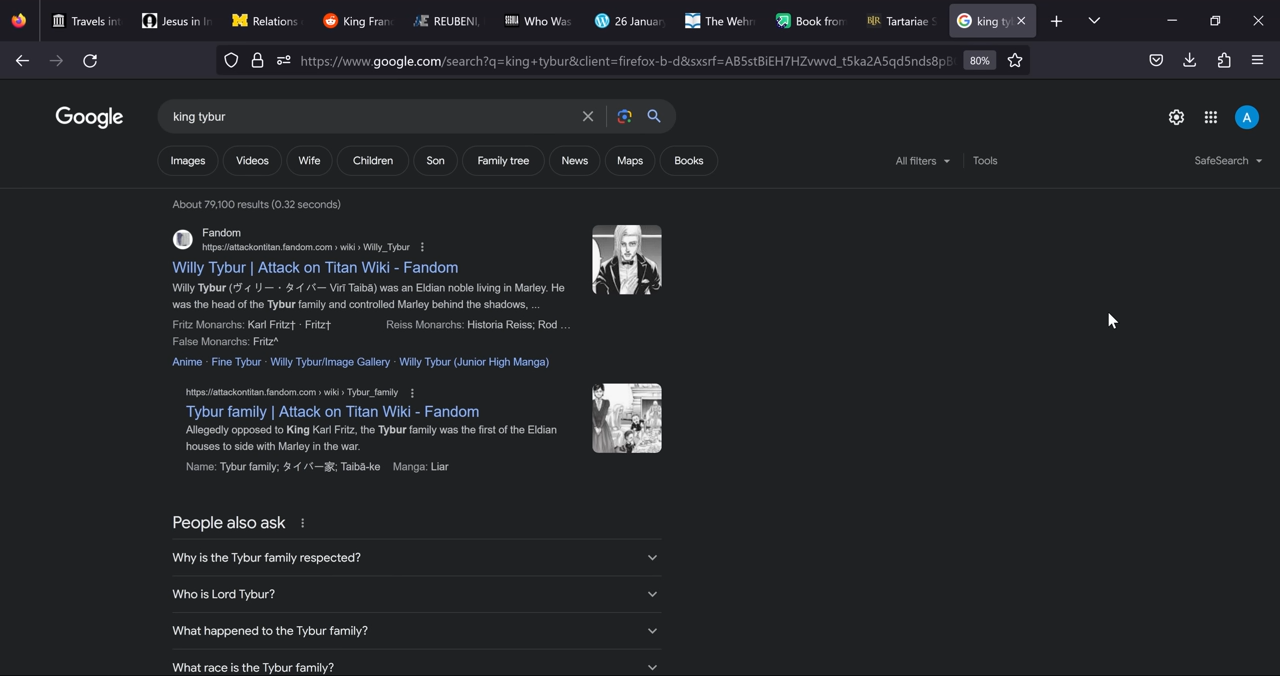 Travels int
Jesus in In
Relations
King Franc
REUBENI,
Who Was
26 Januar
The Wehr
Book from
Tartariae S
king tyb
https://www.google.com/search?q=king+tybur&client=firefox-b-d&sxsrf=AB5stBiEH7HZvwvd_t5ka2A5qd5nds8pB
80%
Google
king tybur
A
Images
Videos
Wife
Children
Son
Family tree
News
Maps
Books
All filters
Tools
SafeSearch
About 79,100 results (0.32 seconds)
Fandom
https://attackontitan.fandom.com › wiki › Willy_Tybur
Willy Tybur | Attack on Titan Wiki - Fandom
Willy Tybur (ヴィリー・タイバー Virī Taibā) was an Eldian noble living in Marley. He
was the head of the Tybur family and controlled Marley behind the shadows, ...
Fritz Monarchs: Karl Fritz† · Fritz†
Reiss Monarchs: Historia Reiss; Rod ...
False Monarchs: Fritz^
Anime · Fine Tybur · Willy Tybur/Image Gallery · Willy Tybur (Junior High Manga)
https://attackontitan.fandom.com › wiki › Tybur_family
Tybur family | Attack on Titan Wiki - Fandom
Allegedly opposed to King Karl Fritz, the Tybur family was the first of the Eldian
houses to side with Marley in the war.
Name: Tybur family; タイバー家; Taibā-ke Manga: Liar
People also ask
Why is the Tybur family respected?
Who is Lord Tybur?
What happened to the Tybur family?
What race is the Tybur family?